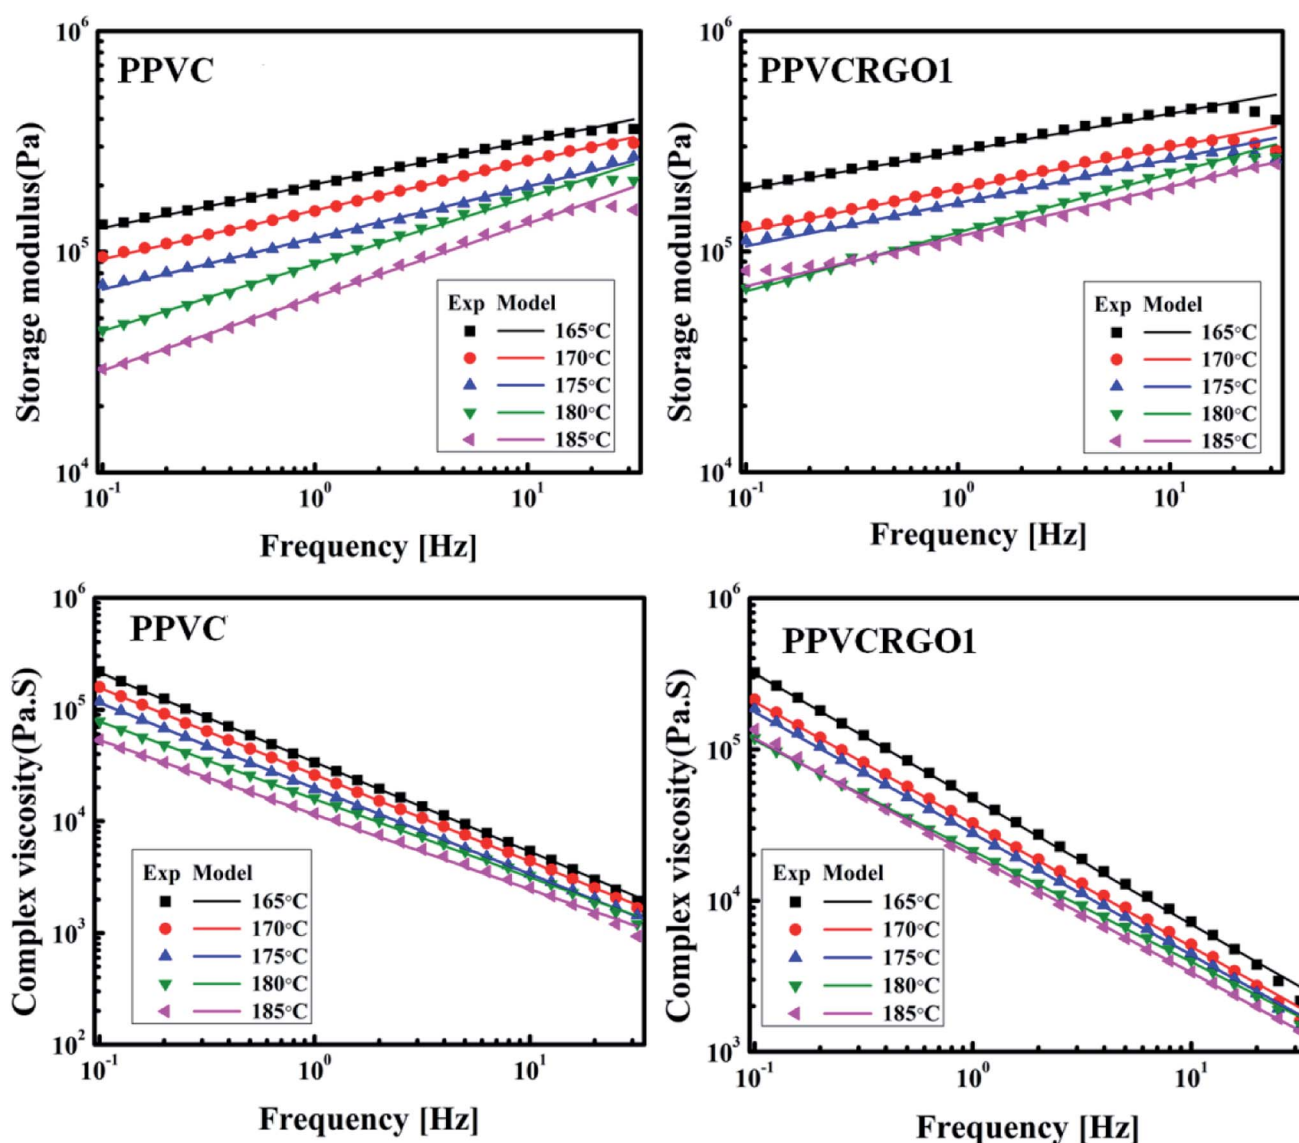 10^6
PPVC
Storage modulus(Pa)
10^5
Exp Model
165°C
170°C
175°C
180°C
185°C
10^4
10^-1
10^0
10^1
Frequency [Hz]
10^6
PPVCRGO1
Storage modulus(Pa)
10^5
Exp Model
165°C
170°C
175°C
180°C
185°C
10^4
10^-1
10^0
10^1
Frequency [Hz]
10^6
PPVC
Complex viscosity(Pa.S)
10^5
10^4
Exp Model
165°C
170°C
175°C
180°C
185°C
10^3
10^2
10^-1
10^0
10^1
Frequency [Hz]
10^6
PPVCRGO1
Complex viscosity(Pa.S)
10^5
10^4
Exp Model
165°C
170°C
175°C
180°C
185°C
10^3
10^-1
10^0
10^1
Frequency [Hz]